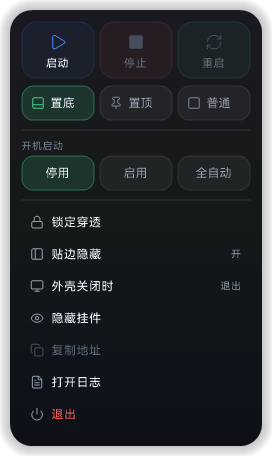 启动 停止 重启
置底 置顶 普通
开机启动
停用 启用 全自动
锁定穿透
贴边隐藏 开
外壳关闭时 退出
隐藏挂件
复制地址
打开日志
退出